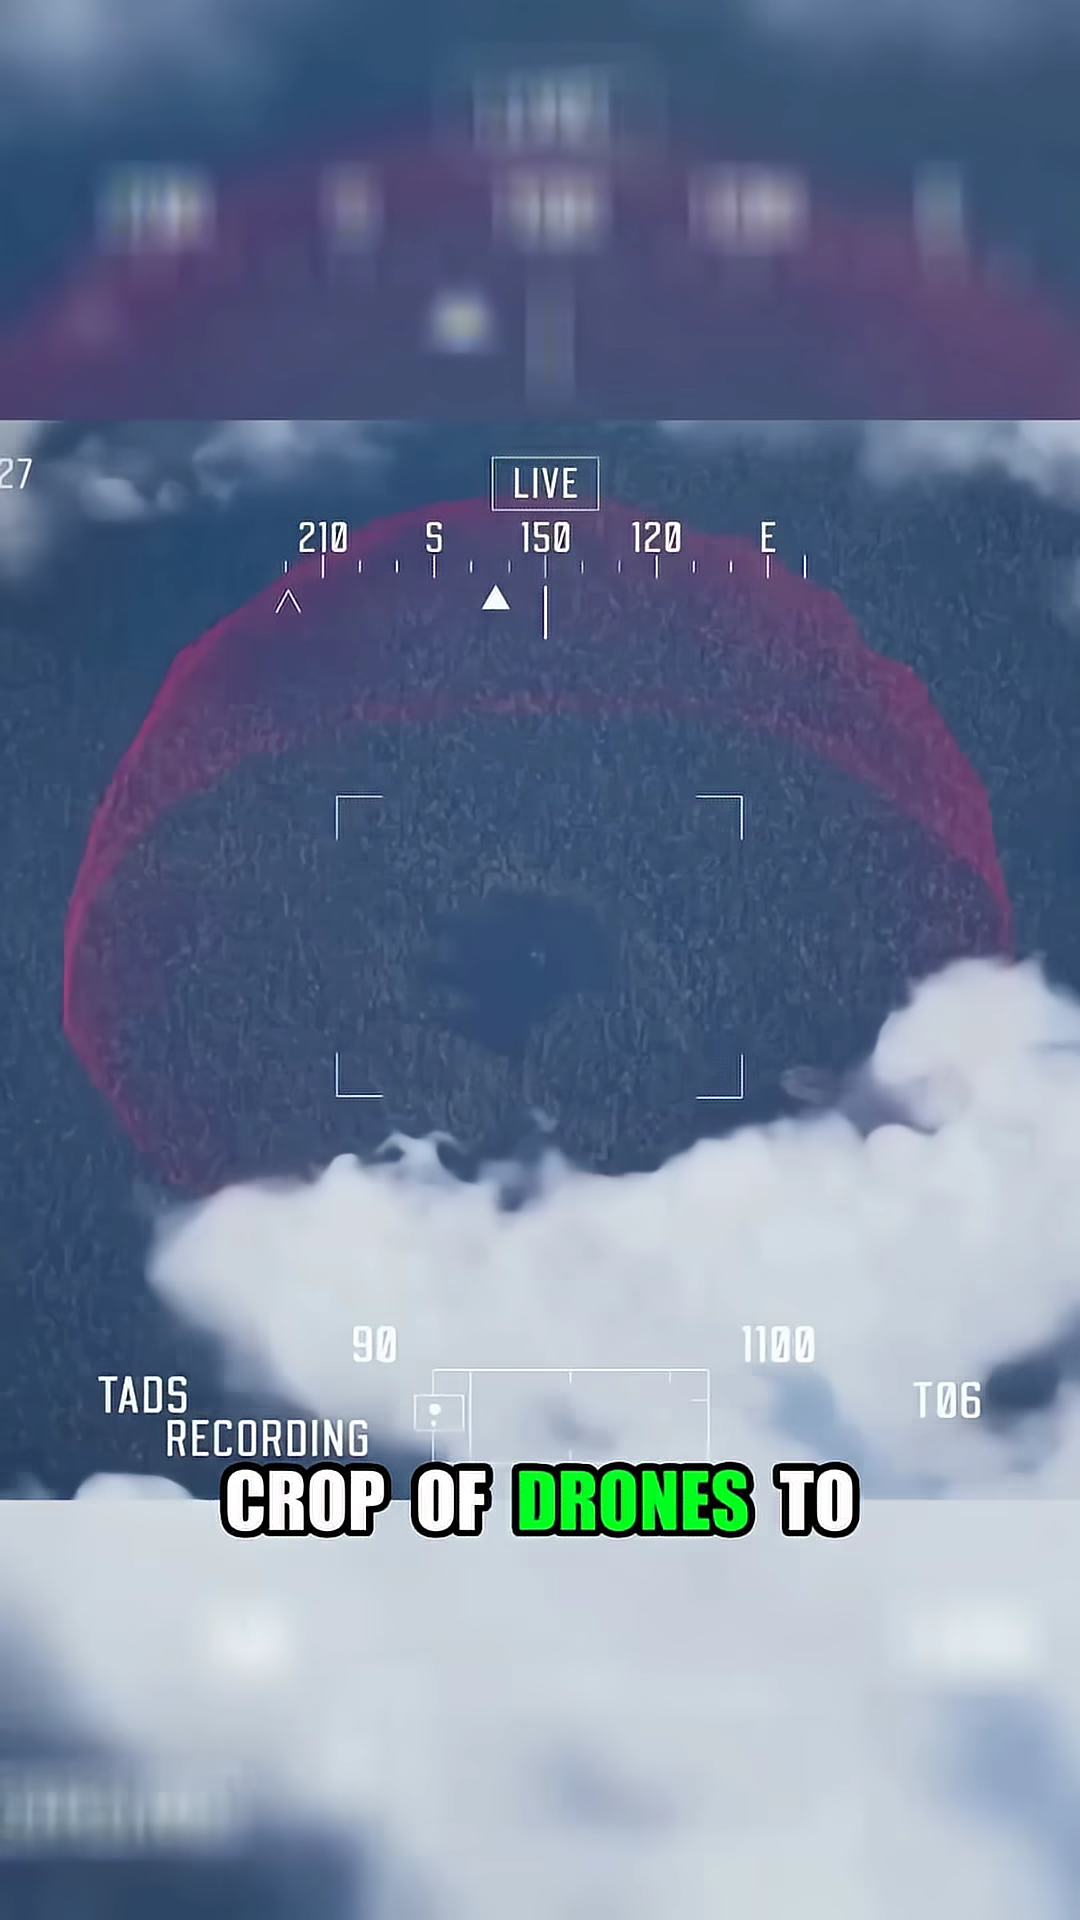 27
LIVE
210 S 150 120 E
90 1100
TADS T06
RECORDING
CROP OF DRONES TO